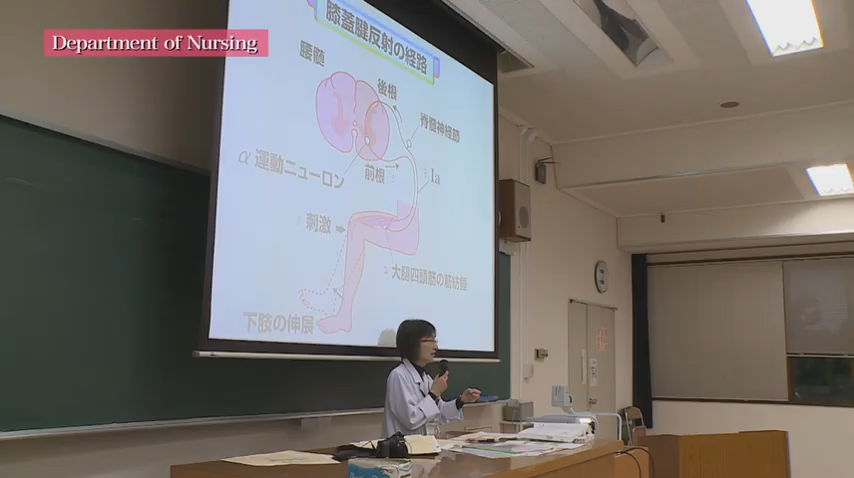 Department of Nursing
膝蓋腱反射の経路
腰髄
後根
脊髄神経節
α 運動ニューロン
前根
Ia
刺激
大腿四頭筋の筋紡錘
下肢の伸展